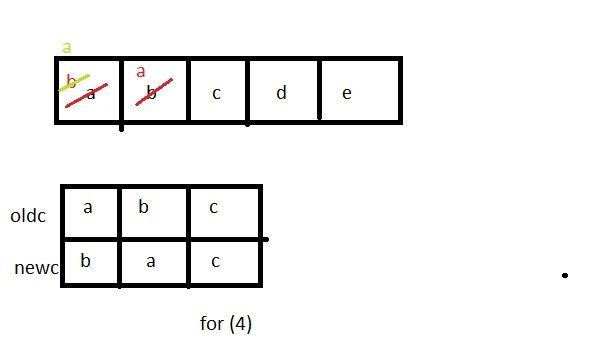 a
b a
a b c d e
oldc a b c
newc b a c
for (4)